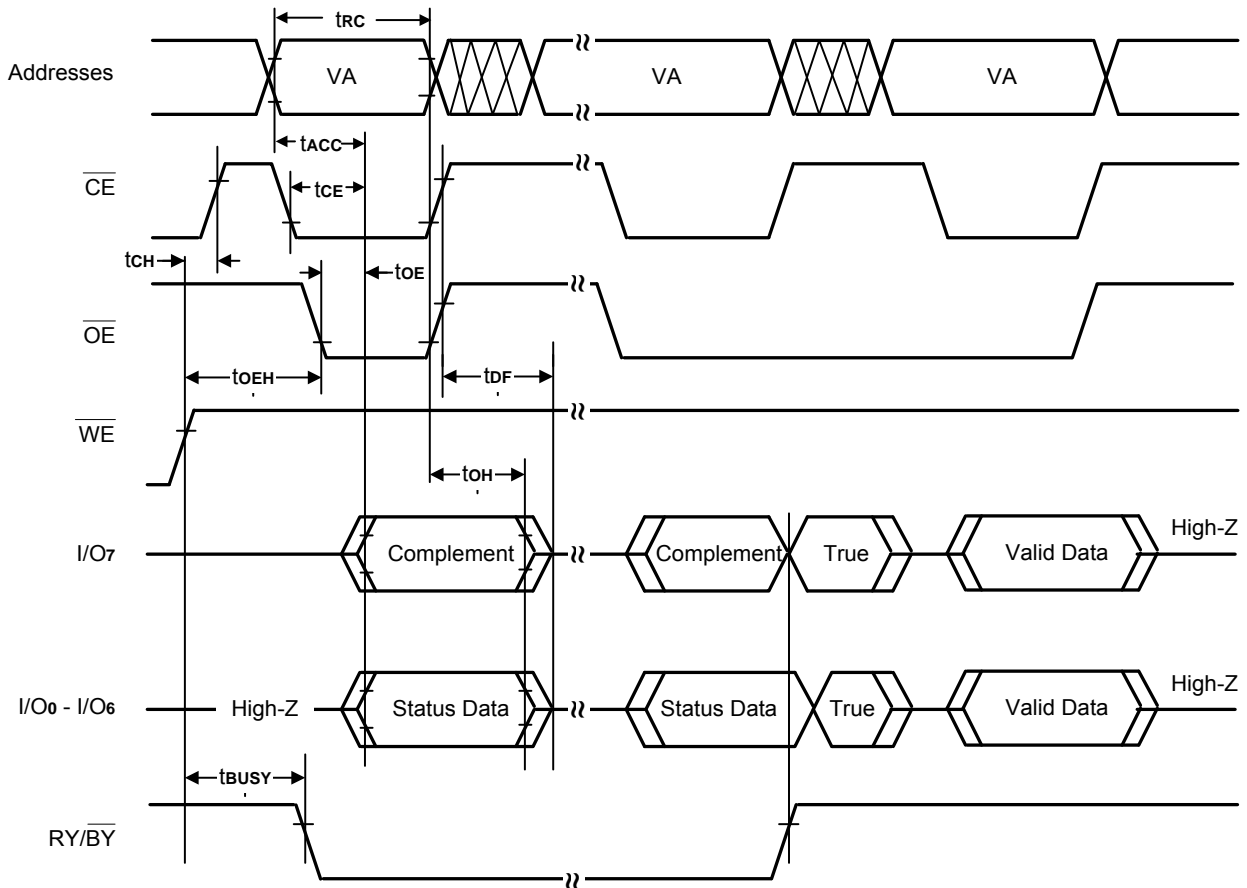 tRC
Addresses
VA
VA
VA
tACC
CE
tCE
tCH
tOE
OE
tOEH
tDF
WE
tOH
I/O7
Complement
Complement
True
Valid Data
High-Z
I/O0 - I/O6
High-Z
Status Data
Status Data
True
Valid Data
High-Z
tBUSY
RY/BY